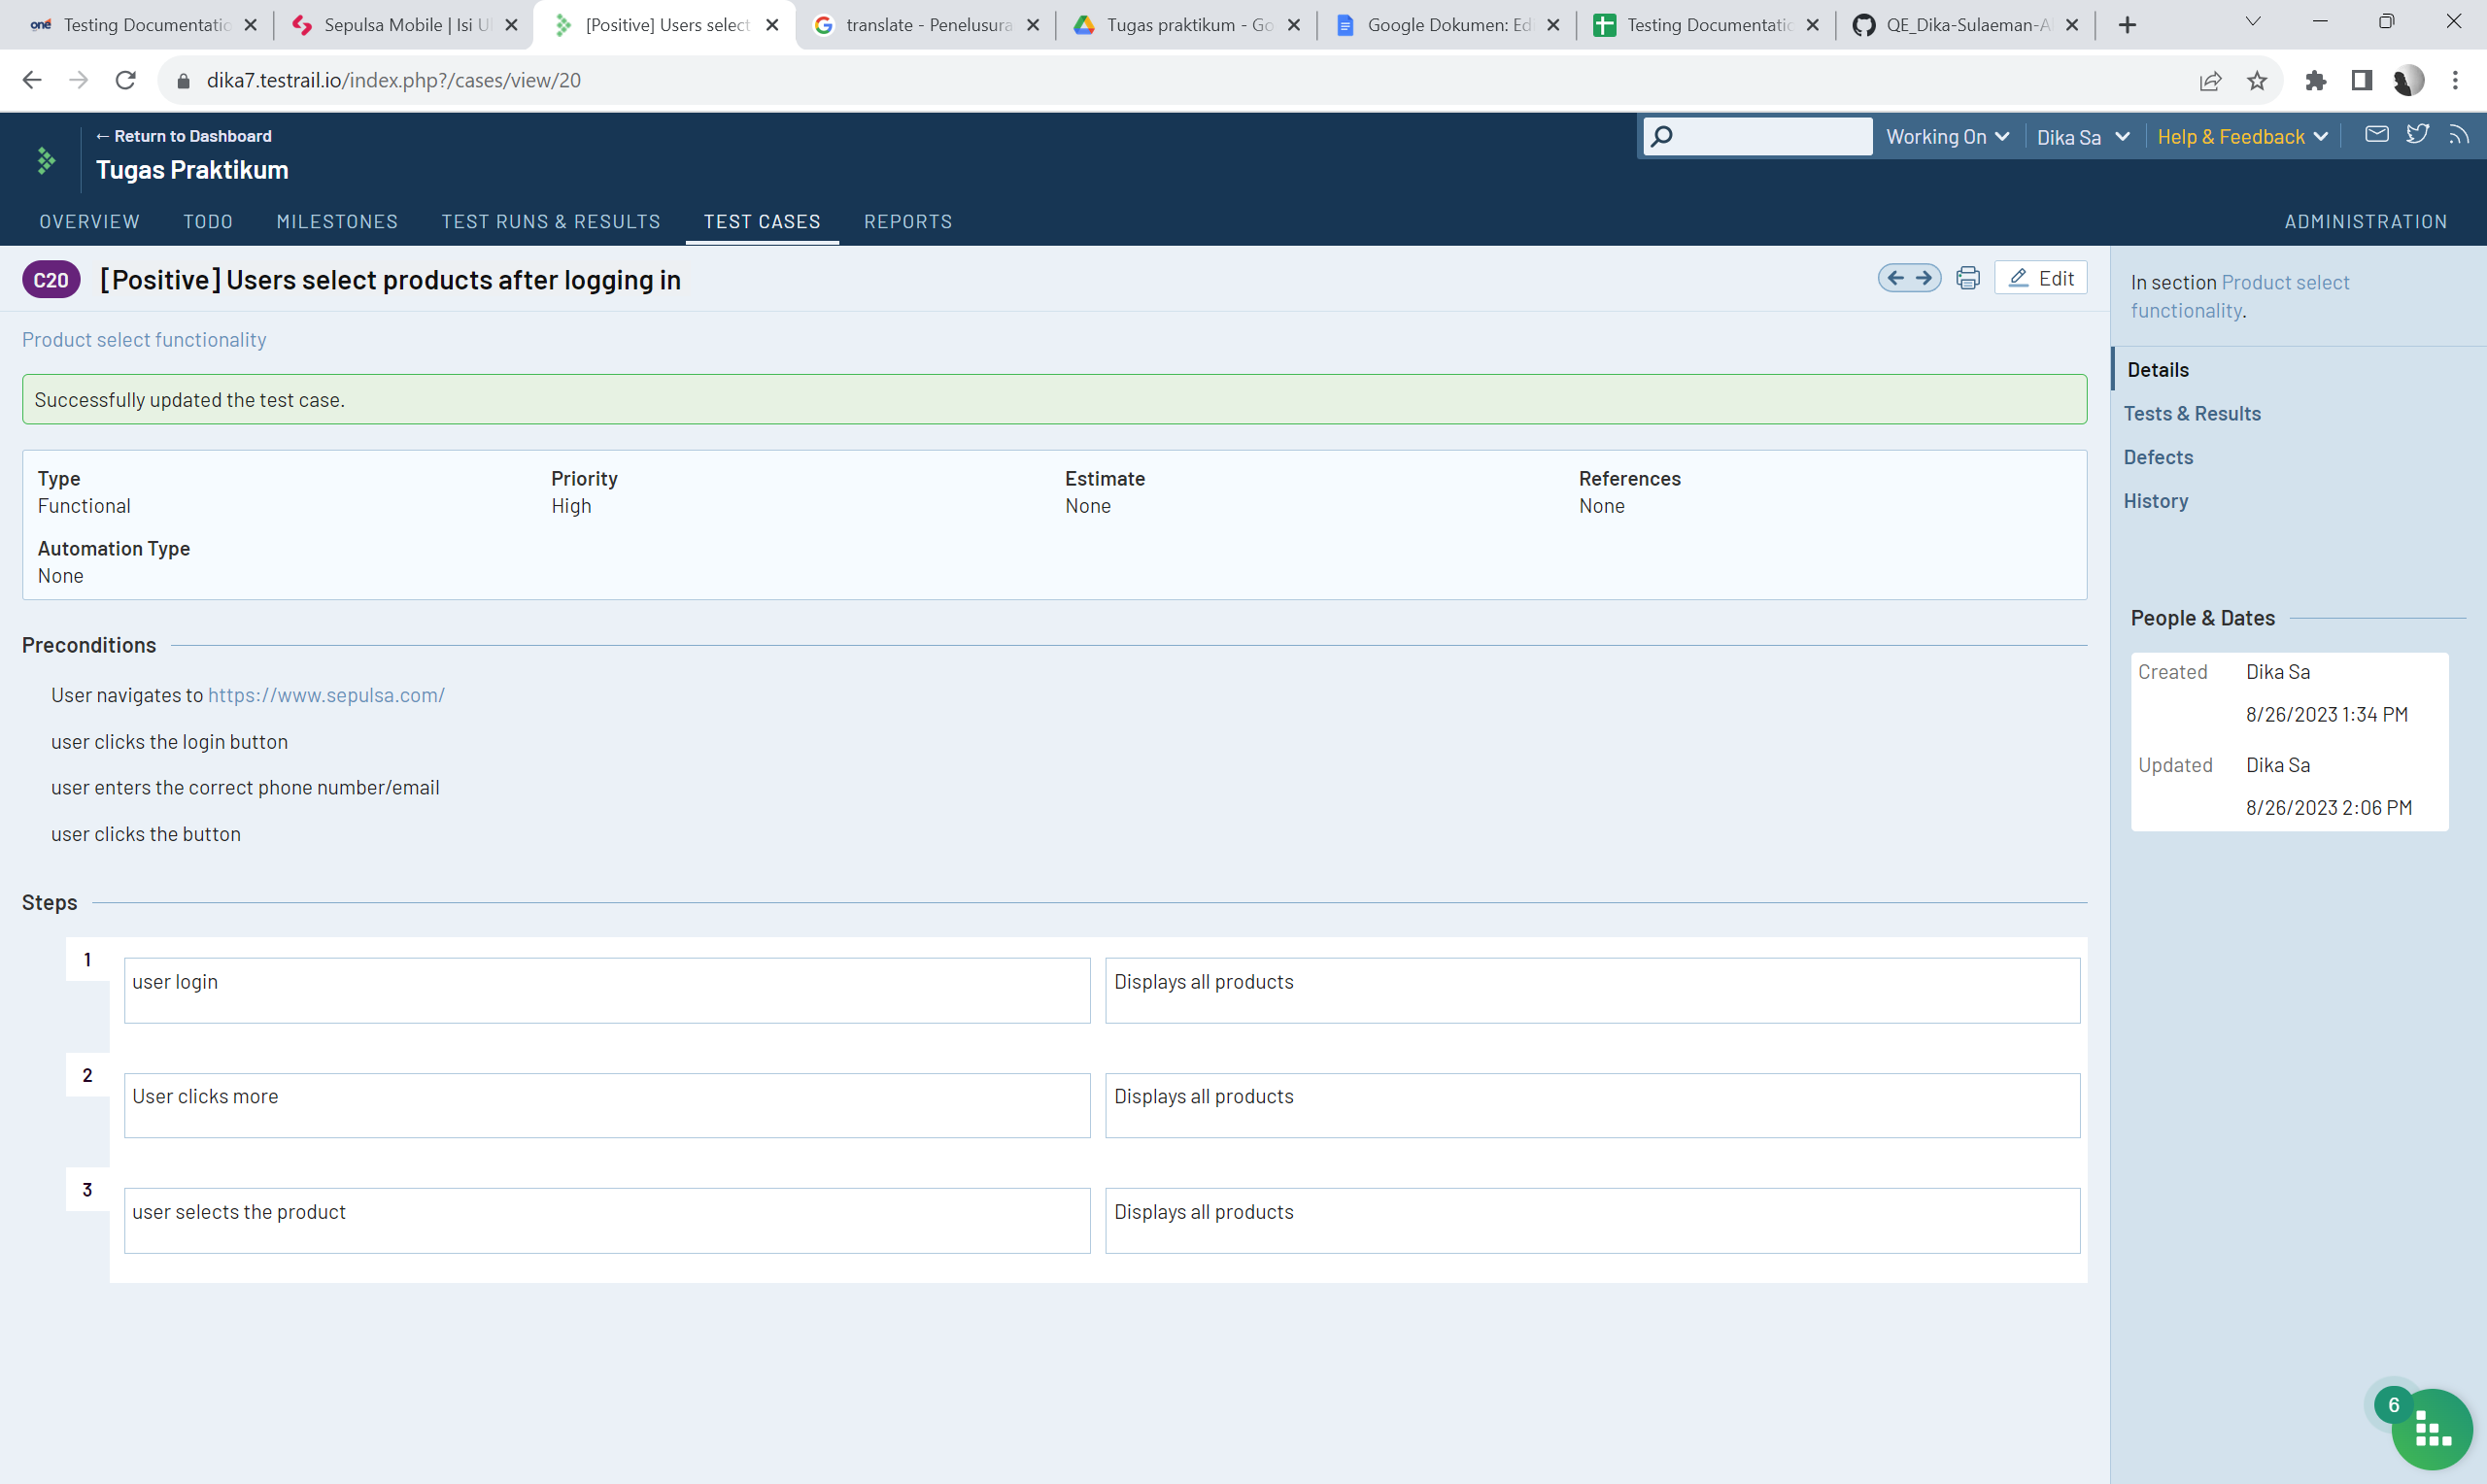 one Testing Documentatio
Sepulsa Mobile | Isi Ul
[Positive] Users select
translate - Penelusura
Tugas praktikum - Go
Google Dokumen: Edi
Testing Documentatio
QE_Dika-Sulaeman-A
dika7.testrail.io/index.php?/cases/view/20
← Return to Dashboard
Tugas Praktikum
Working On
Dika Sa
Help & Feedback
OVERVIEW
TODO
MILESTONES
TEST RUNS & RESULTS
TEST CASES
REPORTS
ADMINISTRATION
C20
[Positive] Users select products after logging in
Edit
Product select functionality
Successfully updated the test case.
Type
Functional
Priority
High
Estimate
None
References
None
Automation Type
None
Preconditions
User navigates to https://www.sepulsa.com/
user clicks the login button
user enters the correct phone number/email
user clicks the button
Steps
1
user login
Displays all products
2
User clicks more
Displays all products
3
user selects the product
Displays all products
In section Product select
functionality.
Details
Tests & Results
Defects
History
People & Dates
Created
Dika Sa
8/26/2023 1:34 PM
Updated
Dika Sa
8/26/2023 2:06 PM
6